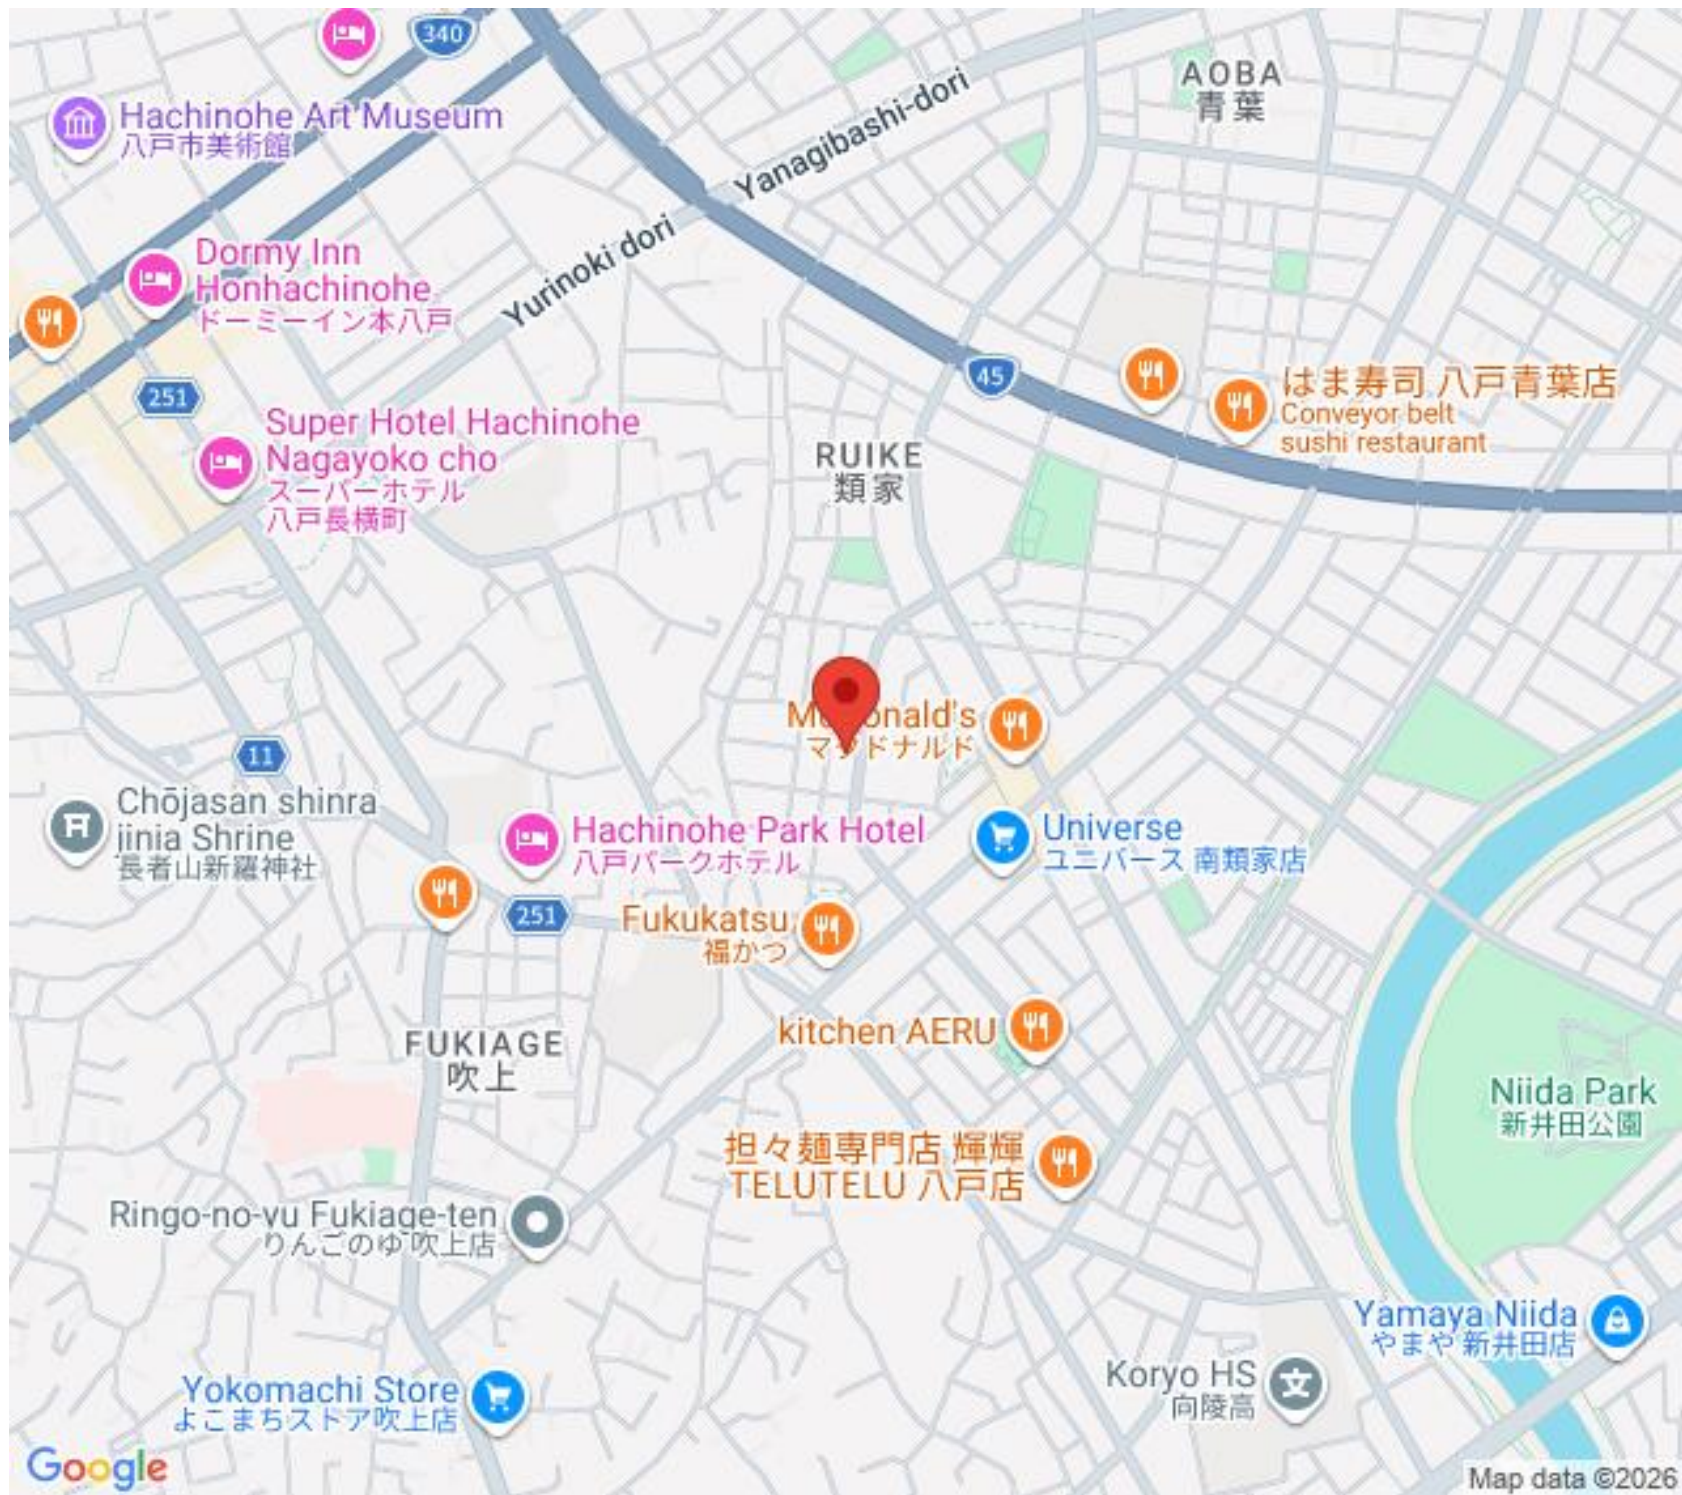 340
AOBA
青葉
Hachinohe Art Museum
八戸市美術館
Yanagibashi-dori
Yurinoki dori
Dormy Inn
Honhachinohe
ドーミーイン本八戸
251
45
はま寿司 八戸青葉店
Conveyor belt
sushi restaurant
Super Hotel Hachinohe
Nagayoko cho
スーパーホテル
八戸長横町
RUIKE
類家
McDonald's
マクドナルド
11
Chōjasan shinra
jinja Shrine
長者山新羅神社
Hachinohe Park Hotel
八戸パークホテル
Universe
ユニバース 南類家店
251
Fukukatsu
福かつ
kitchen AERU
FUKIAGE
吹上
Niida Park
新井田公園
担々麺専門店 輝輝
TELUTELU 八戸店
Ringo-no-yu Fukiage-ten
りんごのゆ 吹上店
Yamaya Niida
やまや 新井田店
Koryo HS
向陵高
文
Yokomachi Store
よこまちストア吹上店
Google
Map data ©2026